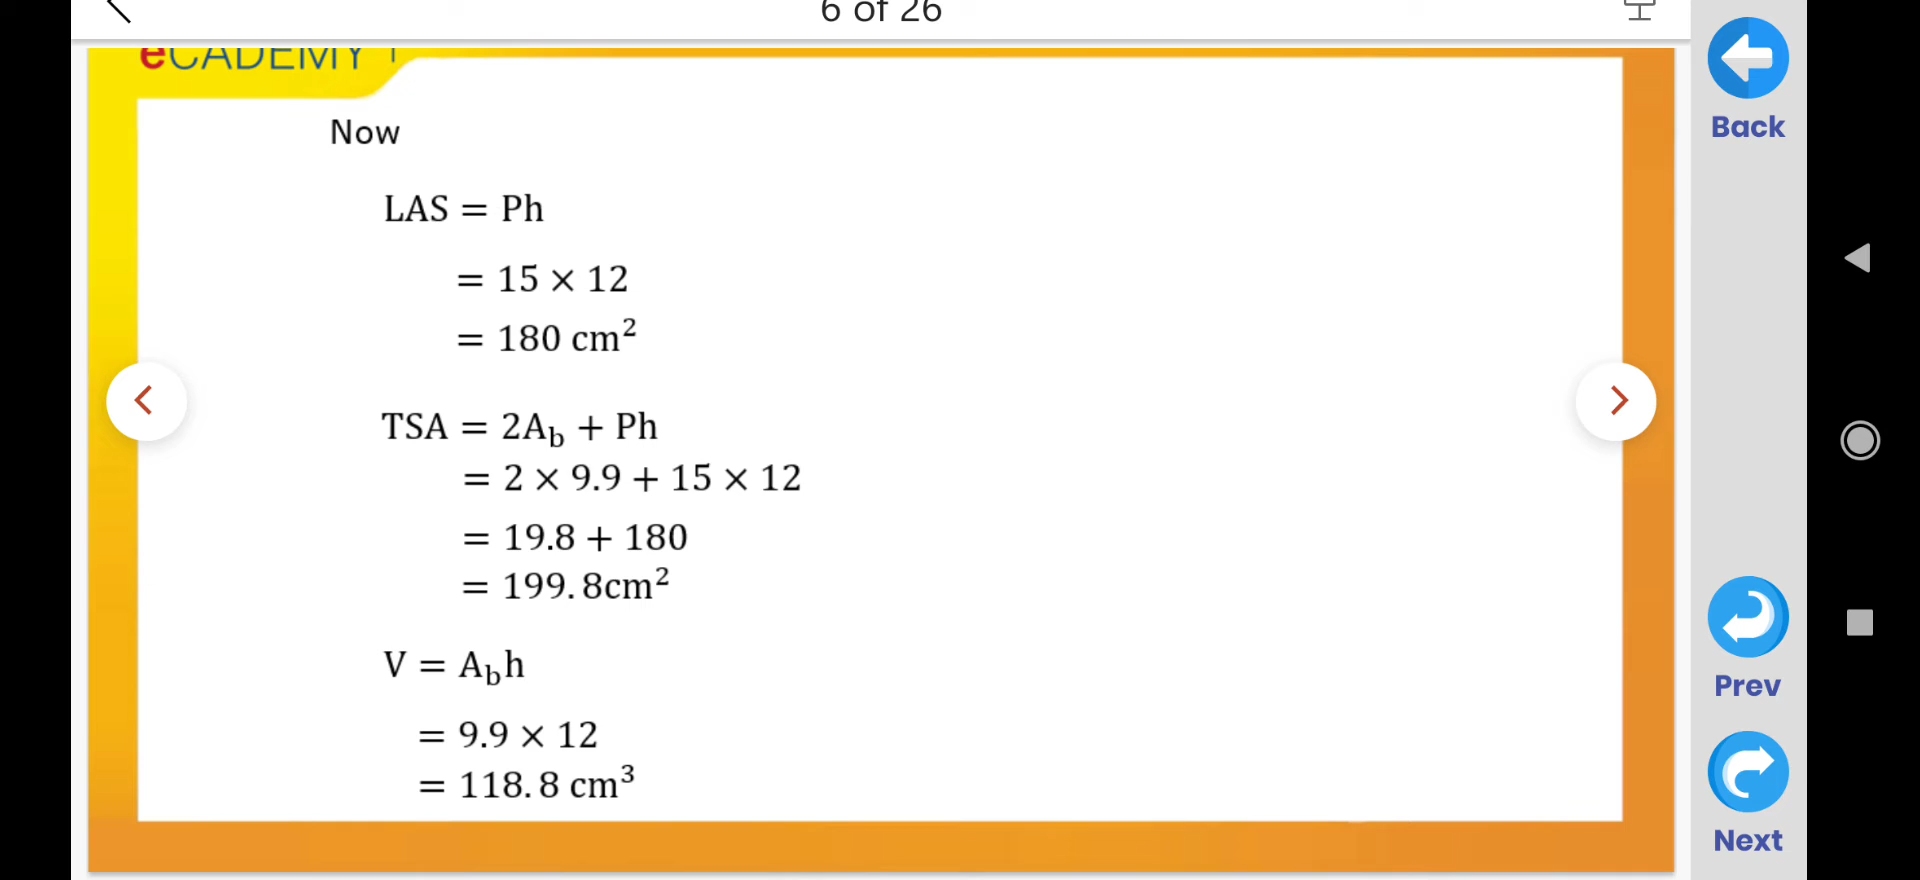 6 of 26
eCADEMY
Back
Now
LAS = Ph
= 15 × 12
= 180 cm²
TSA = 2A_b + Ph
= 2 × 9.9 + 15 × 12
= 19.8 + 180
= 199.8cm²
V = A_bh
= 9.9 × 12
= 118.8 cm³
Prev
Next